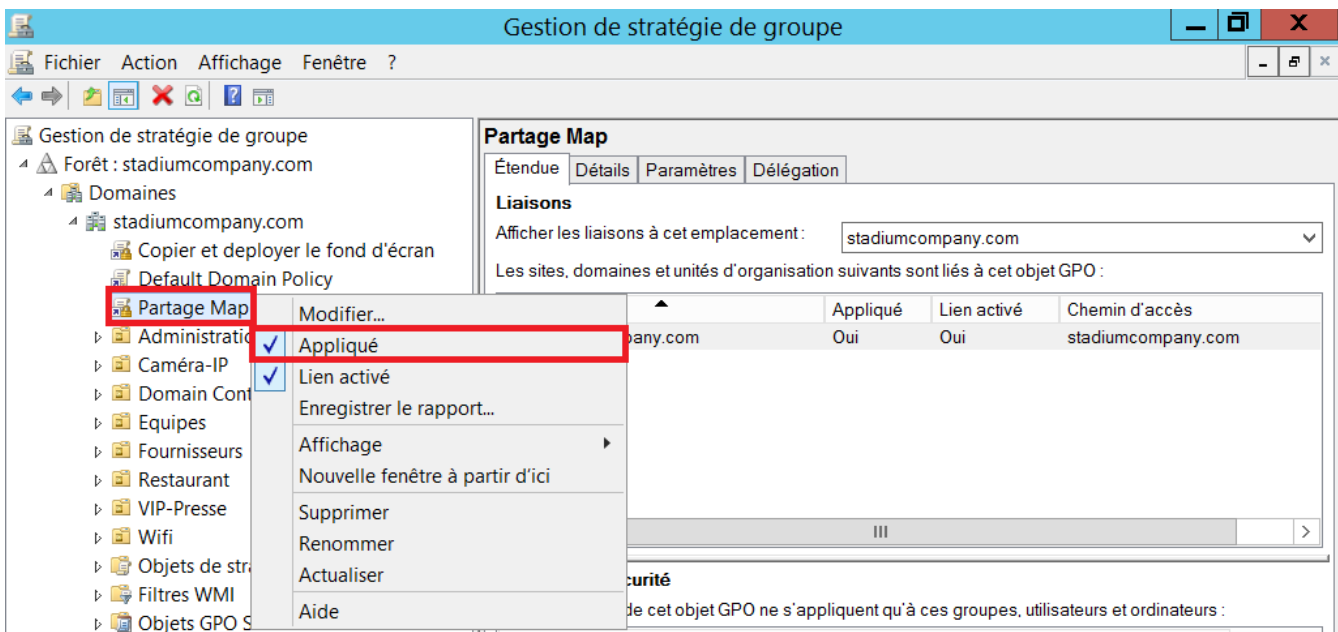 Gestion de stratégie de groupe
Fichier Action Affichage Fenêtre ?
Gestion de stratégie de groupe
Forêt : stadiumcompany.com
Domaines
stadiumcompany.com
Copier et deployer le fond d'écran
Default Domain Policy
Partage Map
Administratio
Caméra-IP
Domain Cont
Equipes
Fournisseurs
Restaurant
VIP-Presse
Wifi
Objets de stra
Filtres WMI
Objets GPO S
Modifier...
Appliqué
Lien activé
Enregistrer le rapport...
Affichage
Nouvelle fenêtre à partir d'ici
Supprimer
Renommer
Actualiser
Aide
Partage Map
Étendue Détails Paramètres Délégation
Liaisons
Afficher les liaisons à cet emplacement : stadiumcompany.com
Les sites, domaines et unités d'organisation suivants sont liés à cet objet GPO :
Appliqué Lien activé Chemin d'accès
pany.com Oui Oui stadiumcompany.com
curité
de cet objet GPO ne s'appliquent qu'à ces groupes, utilisateurs et ordinateurs :